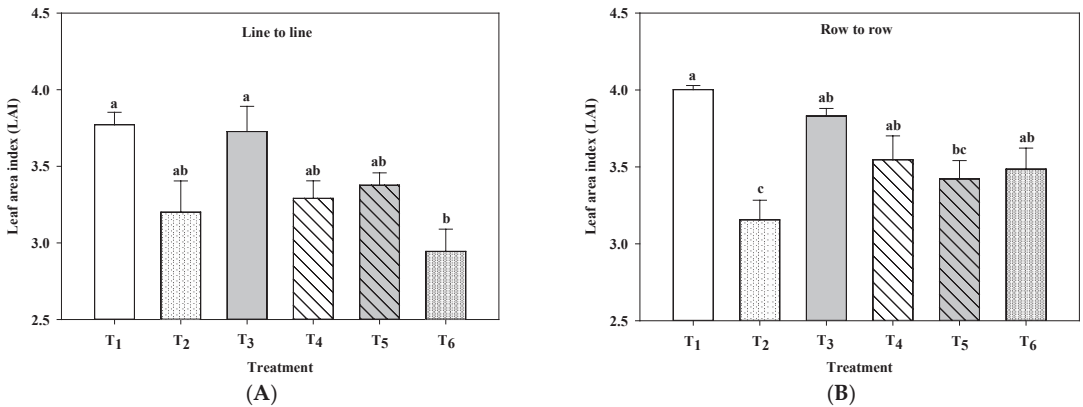 Line to line
Leaf area index (LAI)
4.5
4.0
3.5
3.0
2.5
a
ab
a
ab
ab
b
T1 T2 T3 T4 T5 T6
Treatment
(A)
Row to row
Leaf area index (LAI)
4.5
4.0
3.5
3.0
2.5
a
c
ab
ab
bc
ab
T1 T2 T3 T4 T5 T6
Treatment
(B)